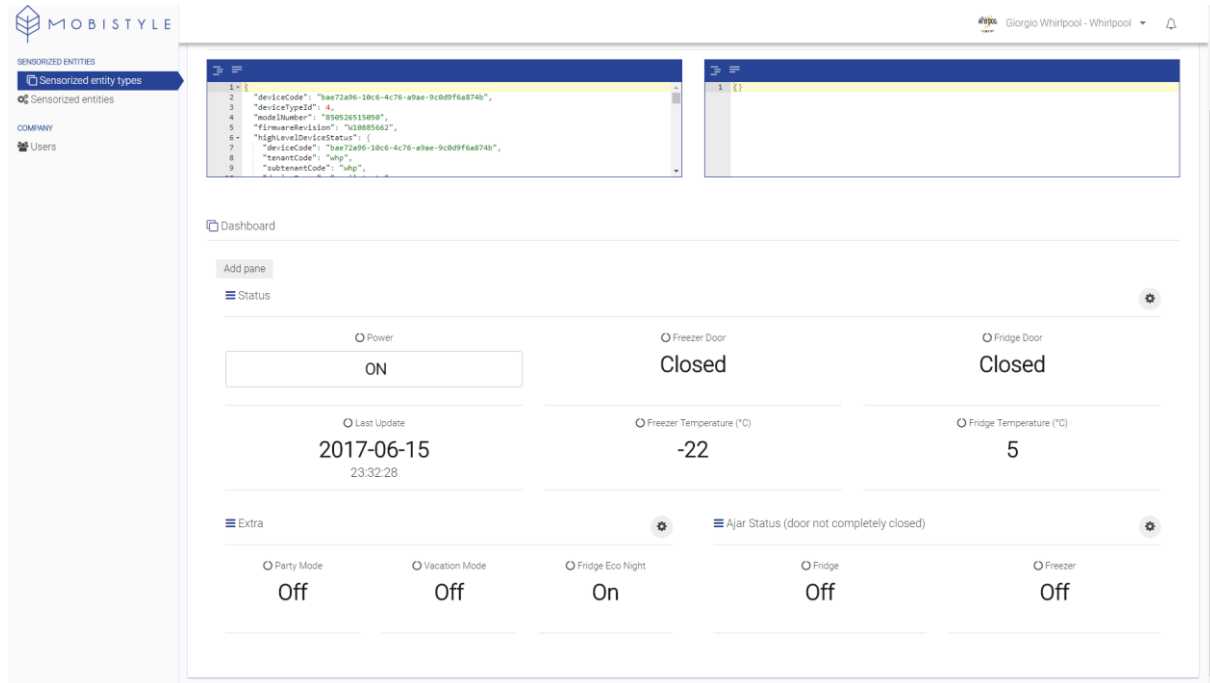 MOBISTYLE
Giorgio Whirlpool - Whirlpool
SENSORIZED ENTITIES
Sensorized entity types
Sensorized entities
COMPANY
Users
1 {
2 "deviceCode": "bae72a96-10c6-4c76-a9ae-9c0d9f6a874b",
3 "deviceTypeId": 4,
4 "modelNumber": "850526515050",
5 "firmwareRevision": "W10885662",
6 "highLevelDeviceStatus": {
7 "deviceCode": "bae72a96-10c6-4c76-a9ae-9c0d9f6a874b",
8 "tenantCode": "whp",
9 "subtenantCode": "whp",
1 {}
Dashboard
Add pane
Status
Power
ON
Freezer Door
Closed
Fridge Door
Closed
Last Update
2017-06-15
23:32:28
Freezer Temperature (°C)
-22
Fridge Temperature (°C)
5
Extra
Party Mode
Off
Vacation Mode
Off
Fridge Eco Night
On
Ajar Status (door not completely closed)
Fridge
Off
Freezer
Off